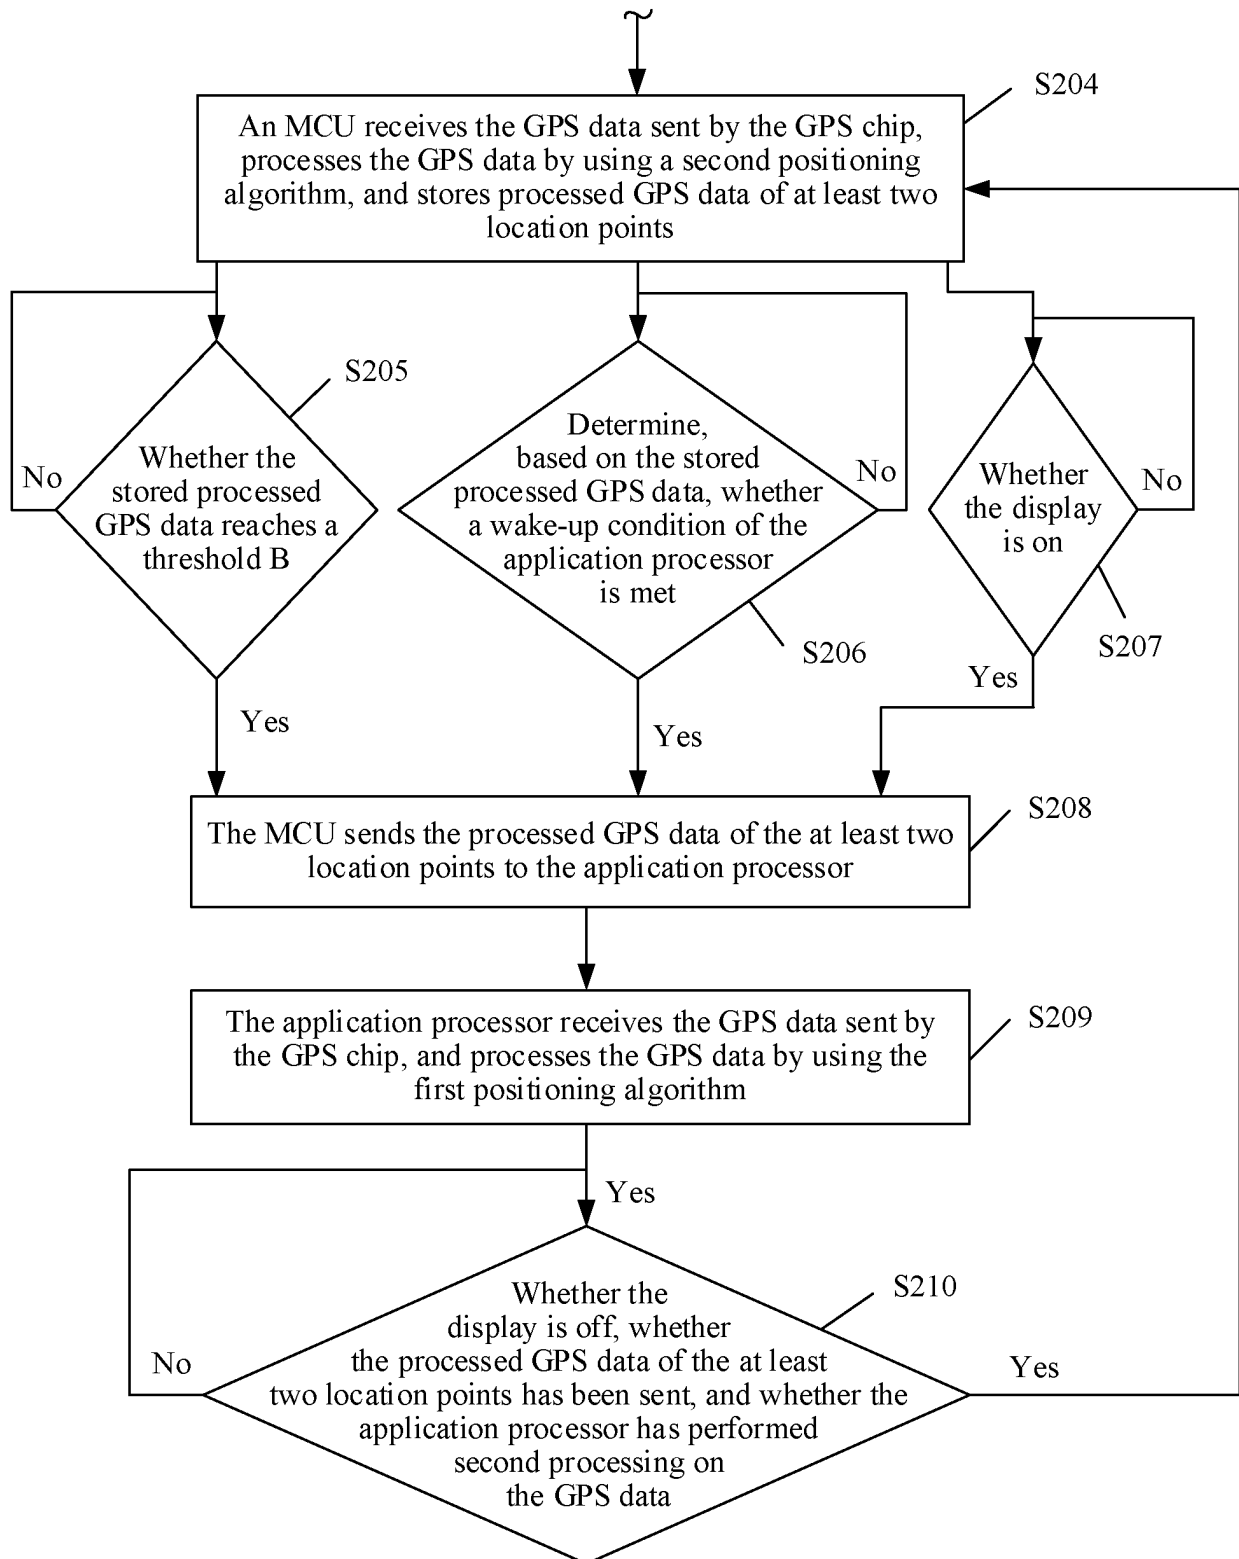 S204
An MCU receives the GPS data sent by the GPS chip,
processes the GPS data by using a second positioning
algorithm, and stores processed GPS data of at least two
location points
S205
No
Whether the
stored processed
GPS data reaches a
threshold B
Yes
Determine,
based on the stored
processed GPS data, whether
a wake-up condition of the
application processor
is met
No
S206
Yes
Whether
the display
is on
No
S207
Yes
S208
The MCU sends the processed GPS data of the at least two
location points to the application processor
S209
The application processor receives the GPS data sent by
the GPS chip, and processes the GPS data by using the
first positioning algorithm
Yes
S210
Whether the
display is off, whether
the processed GPS data of the at least
two location points has been sent, and whether the
application processor has performed
second processing on
the GPS data
No
Yes